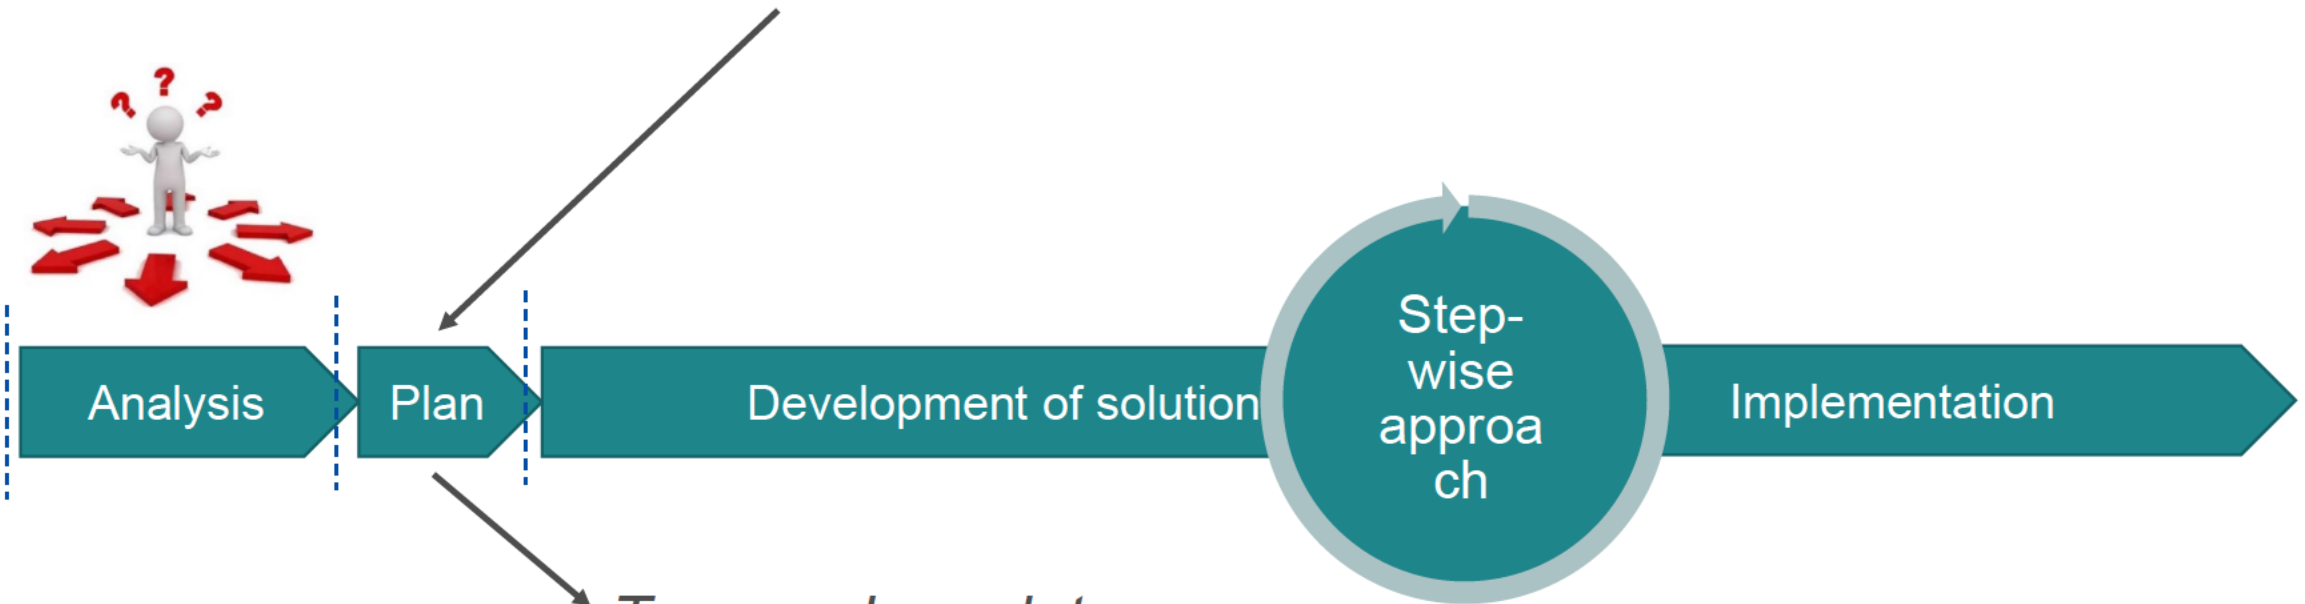 ? ? ?
Analysis
Plan
Development of solution
Step-
wise
approa
ch
Implementation